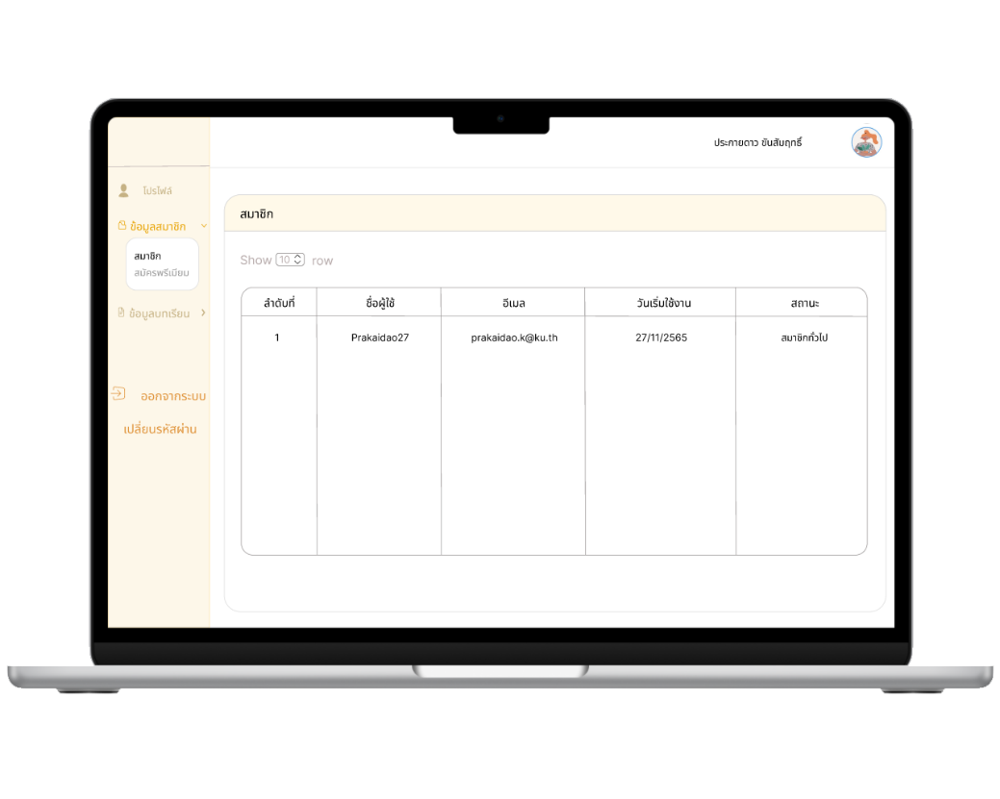 ประกายดาว ขันสัมฤทธิ์
โปรไฟล์
ข้อมูลสมาชิก
สมาชิก
สมัครพรีเมียม
ข้อมูลบทเรียน
ออกจากระบบ
เปลี่ยนรหัสผ่าน
สมาชิก
Show 10 row
ลำดับที่ ชื่อผู้ใช้ อีเมล วันเริ่มใช้งาน สถานะ
1 Prakaidao27 prakaidao.k@ku.th 27/11/2565 สมาชิกทั่วไป